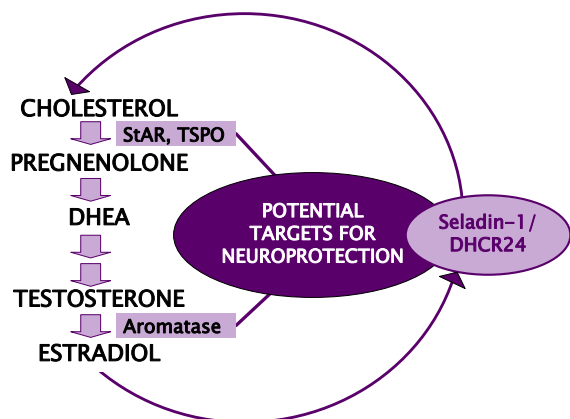 CHOLESTEROL
StAR, TSPO
PREGNENOLONE
DHEA
TESTOSTERONE
Aromatase
ESTRADIOL
POTENTIAL
TARGETS FOR
NEUROPROTECTION
Seladin-1/
DHCR24